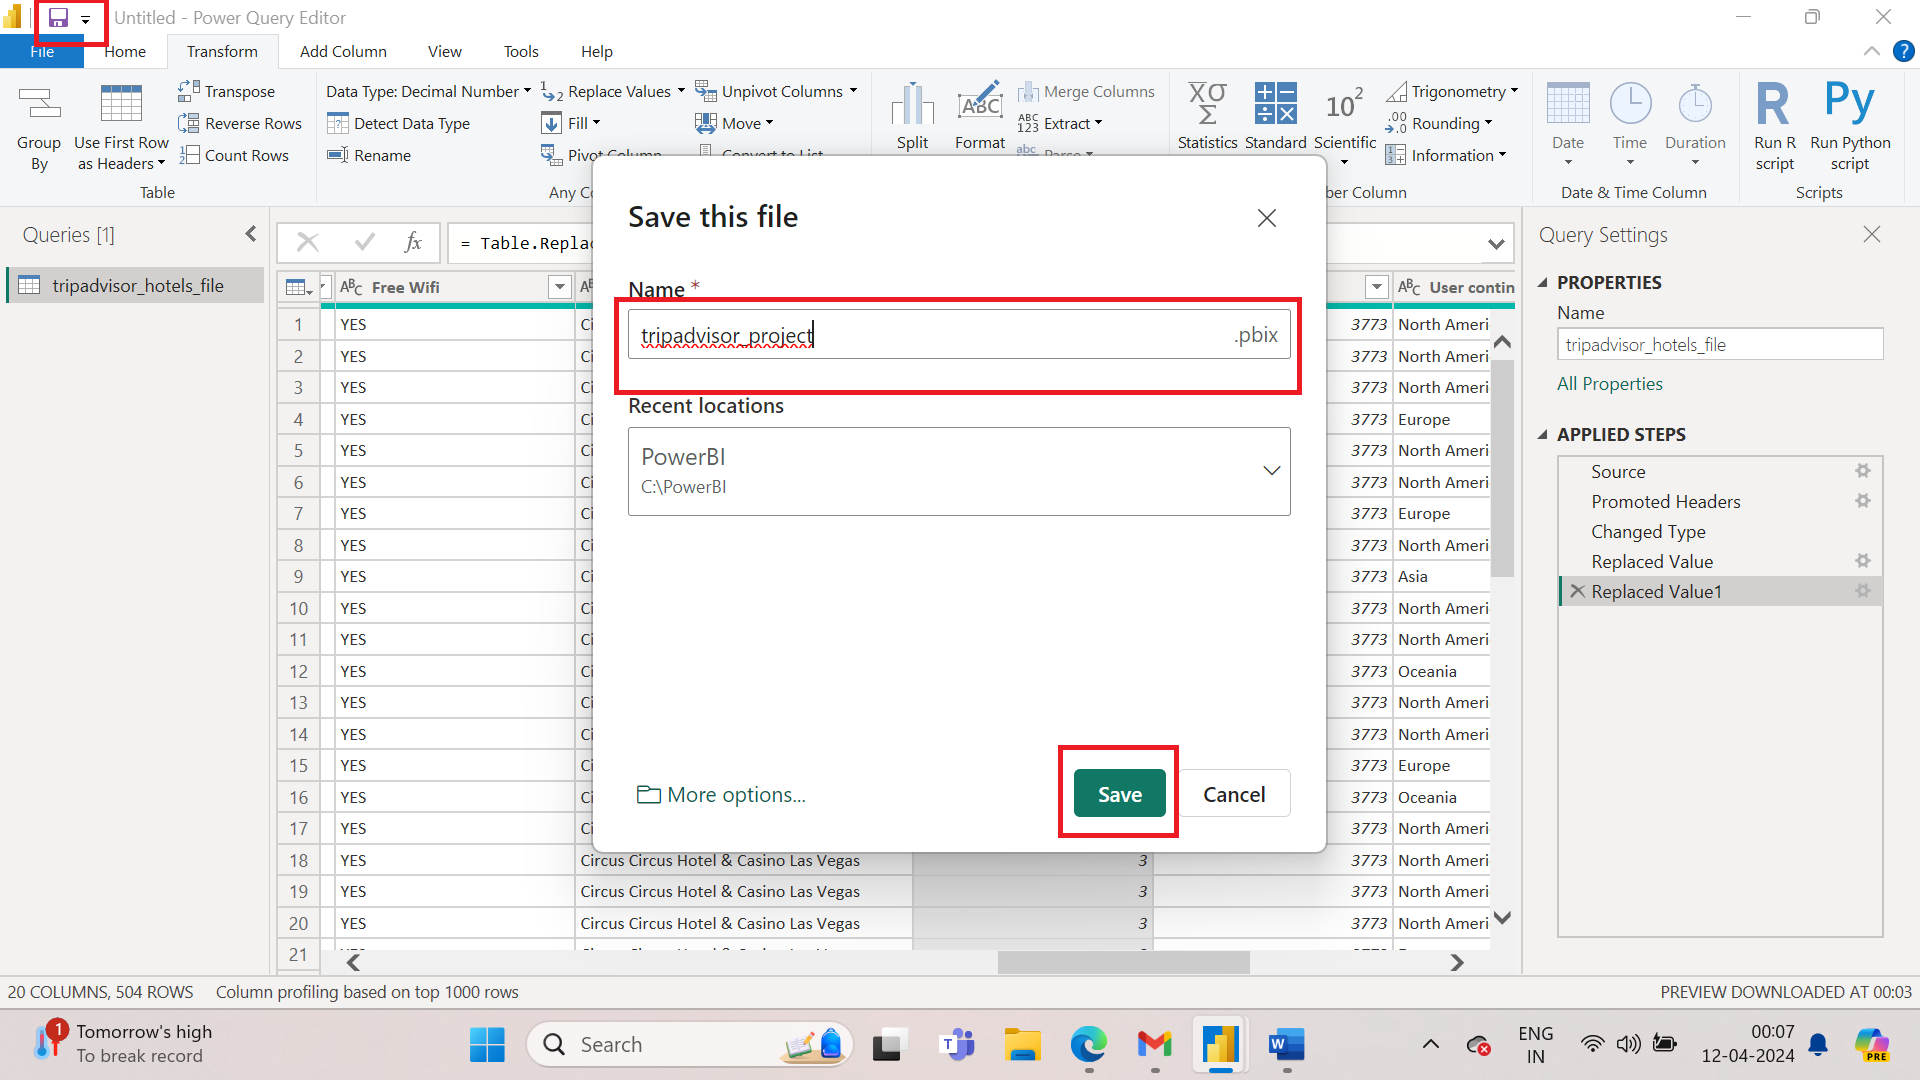 Untitled - Power Query Editor
File Home Transform Add Column View Tools Help
Group By
Use First Row as Headers
Transpose
Reverse Rows
Count Rows
Table
Data Type: Decimal Number
Detect Data Type
Rename
Replace Values
Fill
Pivot Column
Unpivot Columns
Move
Convert to List
Any Co
Split
Format
Merge Columns
Extract
Parse
Statistics
Standard
Scientific
Trigonometry
Rounding
Information
ber Column
Date
Time
Duration
Date & Time Column
Run R script
Run Python script
Scripts
Queries [1]
tripadvisor_hotels_file
= Table.Replac
Free Wifi
User contin
1 YES Ci 3773 North Ameri
2 YES Ci 3773 North Ameri
3 YES Ci 3773 North Ameri
4 YES Ci 3773 Europe
5 YES Ci 3773 North Ameri
6 YES Ci 3773 North Ameri
7 YES Ci 3773 Europe
8 YES Ci 3773 North Ameri
9 YES Ci 3773 Asia
10 YES Ci 3773 North Ameri
11 YES Ci 3773 North Ameri
12 YES Ci 3773 Oceania
13 YES Ci 3773 North Ameri
14 YES Ci 3773 North Ameri
15 YES Ci 3773 Europe
16 YES Ci 3773 Oceania
17 YES Ci 3773 North Ameri
18 YES Circus Circus Hotel & Casino Las Vegas 3 3773 North Ameri
19 YES Circus Circus Hotel & Casino Las Vegas 3 3773 North Ameri
20 YES Circus Circus Hotel & Casino Las Vegas 3 3773 North Ameri
21
Save this file
Name *
tripadvisor_project .pbix
Recent locations
PowerBI
C:\PowerBI
More options...
Save
Cancel
Query Settings
PROPERTIES
Name
tripadvisor_hotels_file
All Properties
APPLIED STEPS
Source
Promoted Headers
Changed Type
Replaced Value
Replaced Value1
20 COLUMNS, 504 ROWS Column profiling based on top 1000 rows
PREVIEW DOWNLOADED AT 00:03
1
Tomorrow's high
To break record
Search
ENG
IN
00:07
12-04-2024
PRE